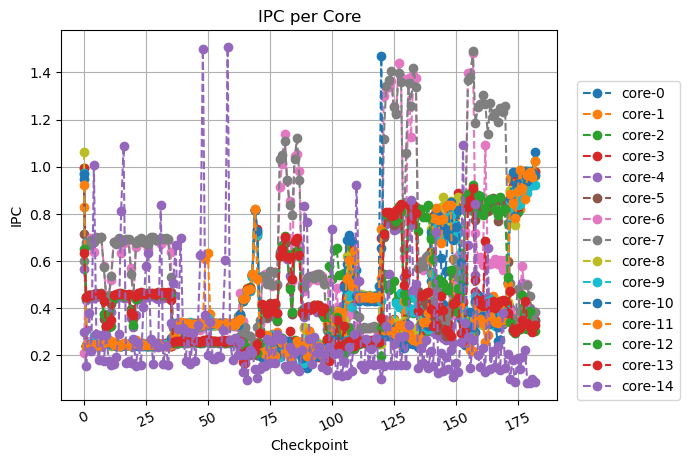 IPC per Core
IPC
1.4
1.2
1.0
0.8
0.6
0.4
0.2
0
25
50
75
100
125
150
175
Checkpoint
core-0
core-1
core-2
core-3
core-4
core-5
core-6
core-7
core-8
core-9
core-10
core-11
core-12
core-13
core-14